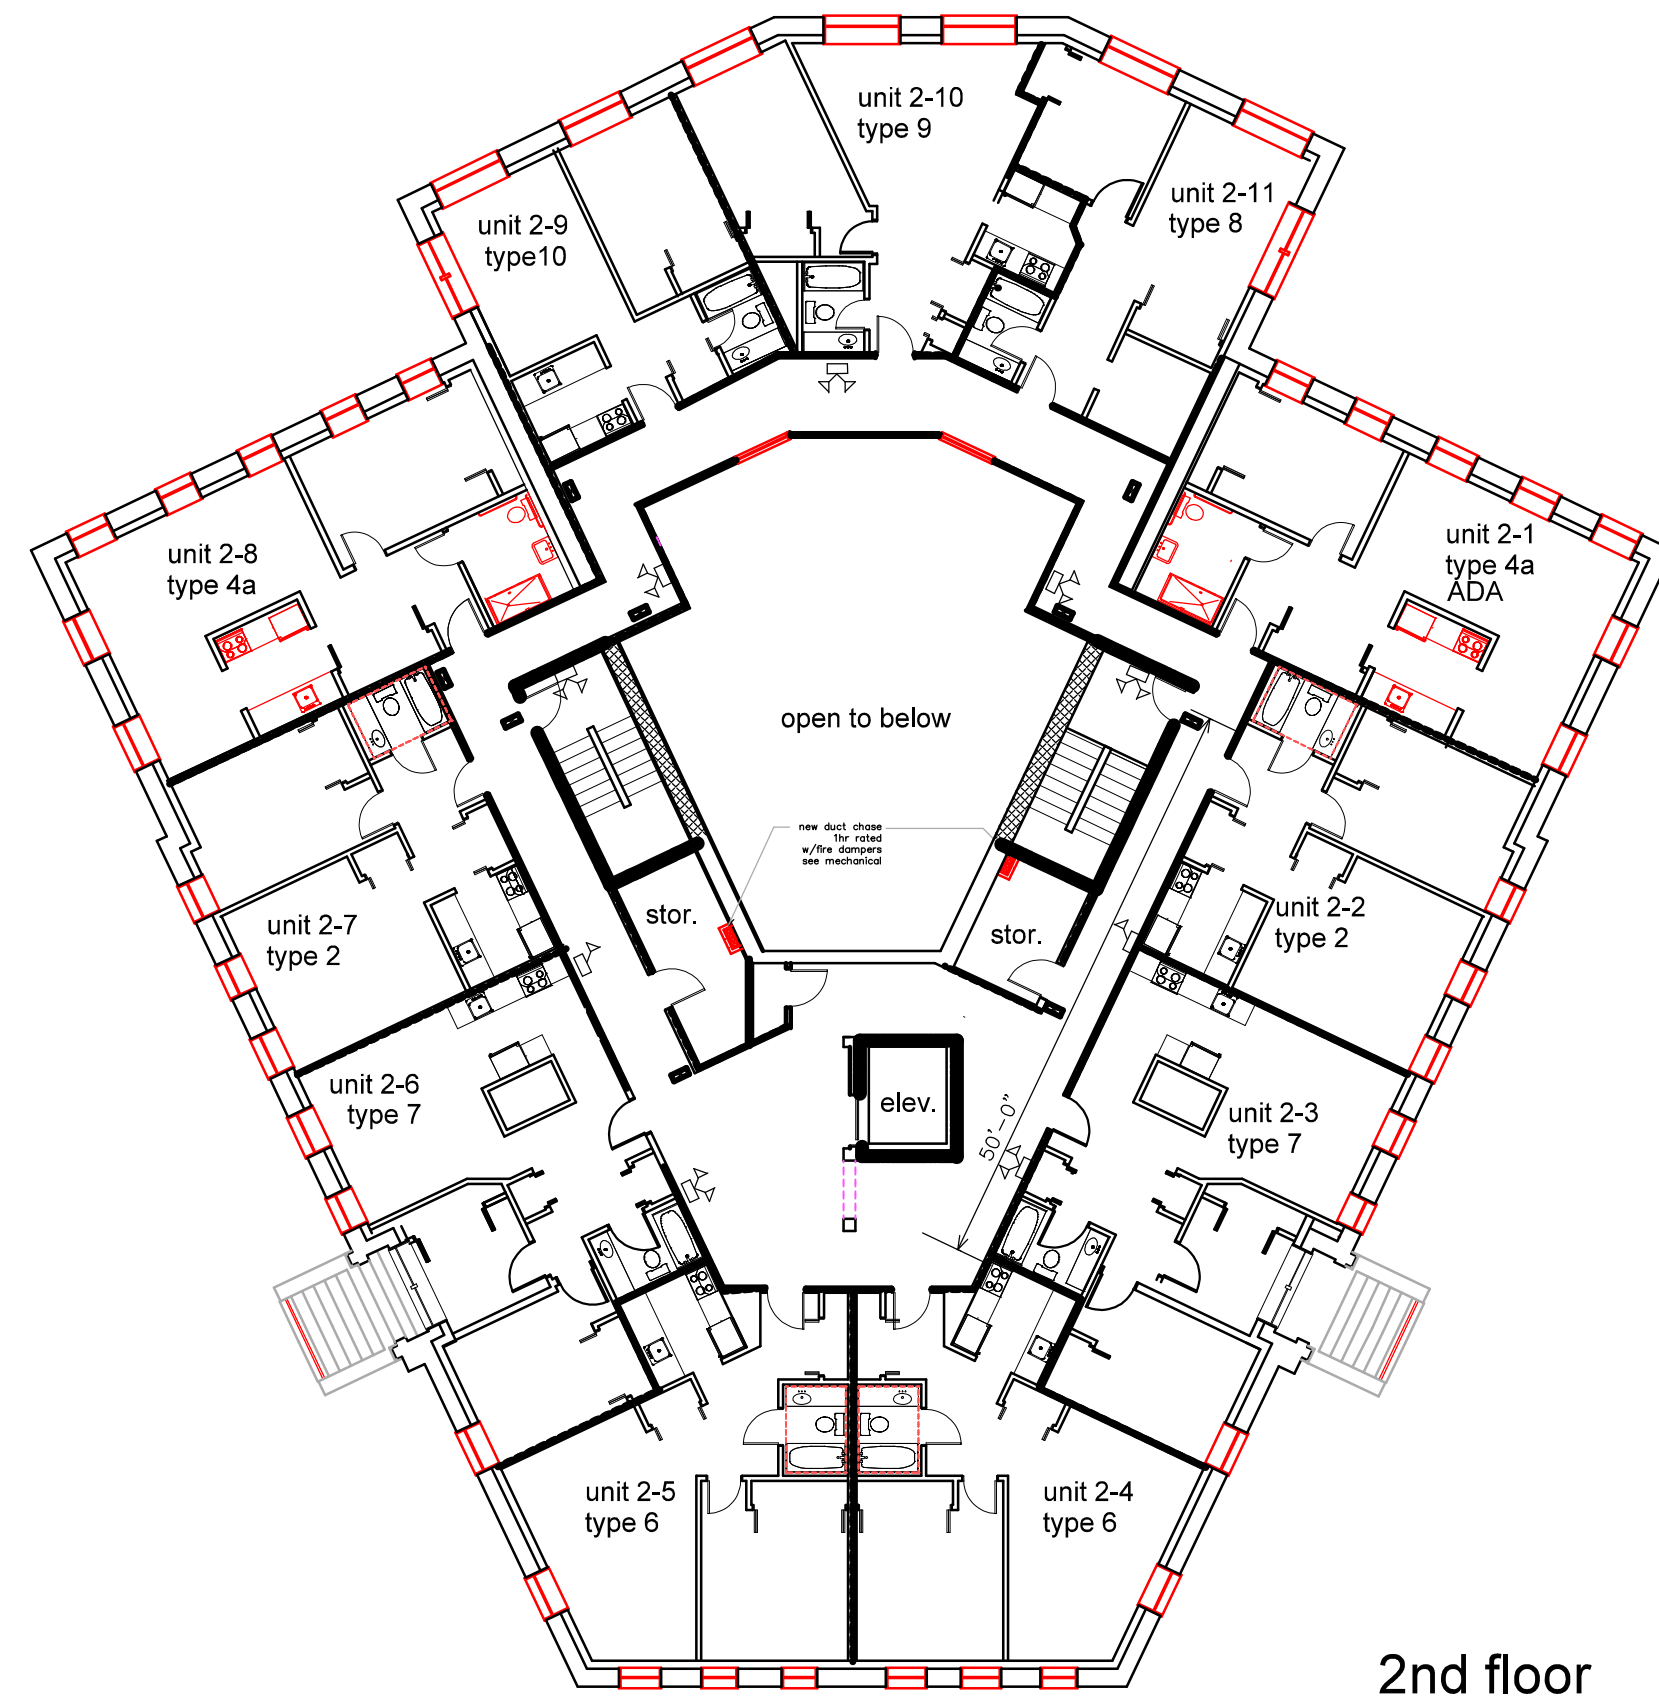 unit 2-10
type 9
unit 2-11
type 8
unit 2-9
type10
unit 2-8
type 4a
unit 2-1
type 4a
ADA
open to below
new duct chase
1hr rated
w/fire dampers
see mechanical
stor.
stor.
unit 2-7
type 2
unit 2-2
type 2
unit 2-6
type 7
elev.
50'-0"
unit 2-3
type 7
unit 2-5
type 6
unit 2-4
type 6
2nd floor